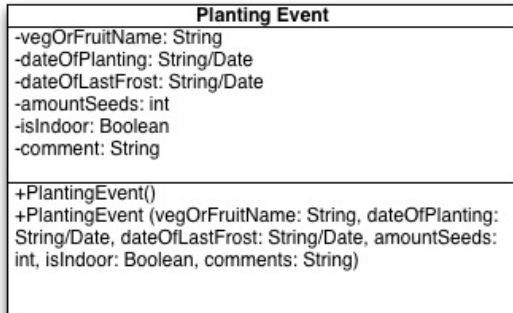 Planting Event
-vegOrFruitName: String
-dateOfPlanting: String/Date
-dateOfLastFrost: String/Date
-amountSeeds: int
-isIndoor: Boolean
-comment: String
+PlantingEvent()
+PlantingEvent (vegOrFruitName: String, dateOfPlanting:
String/Date, dateOfLastFrost: String/Date, amountSeeds:
int, isIndoor: Boolean, comments: String)